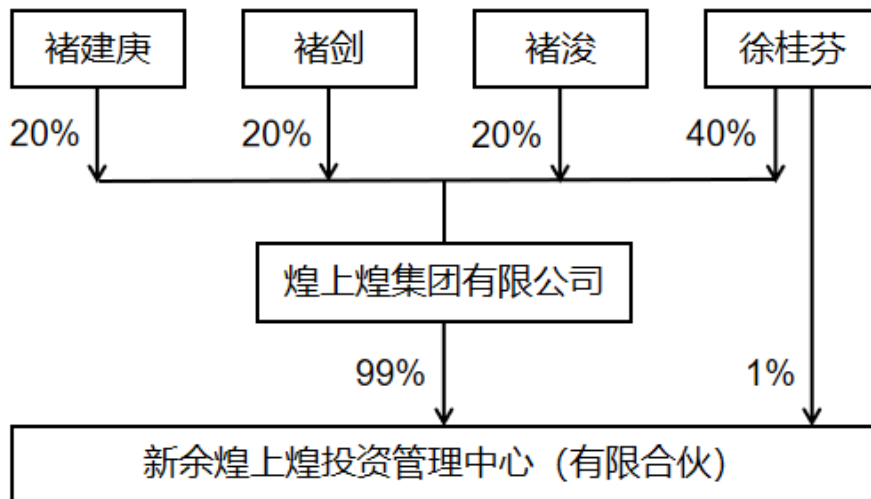 褚建庚
褚剑
褚浚
徐桂芬
20%
20%
20%
40%
煌上煌集团有限公司
99%
1%
新余煌上煌投资管理中心（有限合伙）